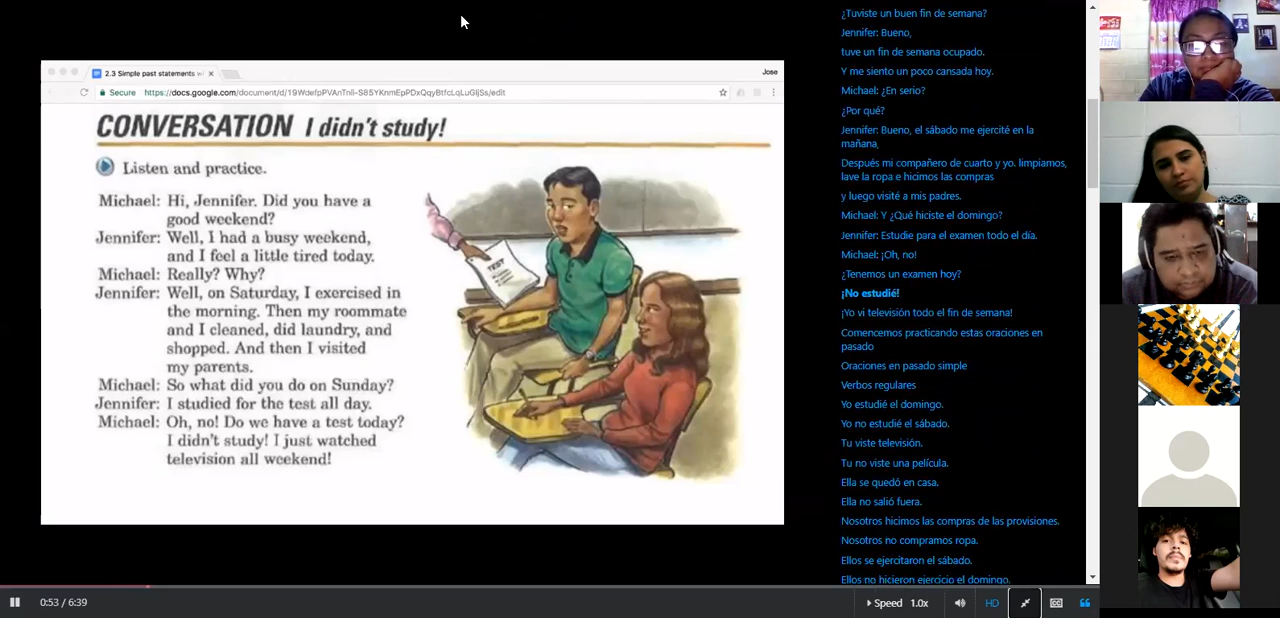 2.3 Simple past statements wi
Jose
Secure https://docs.google.com/document/d/19WdefpPVAnTnli-S85YKnmEpPDxQqyBtfcLqLuGljSs/edit
CONVERSATION I didn't study!
Listen and practice.
Michael: Hi, Jennifer. Did you have a
good weekend?
Jennifer: Well, I had a busy weekend,
and I feel a little tired today.
Michael: Really? Why?
Jennifer: Well, on Saturday, I exercised in
the morning. Then my roommate
and I cleaned, did laundry, and
shopped. And then I visited
my parents.
Michael: So what did you do on Sunday?
Jennifer: I studied for the test all day.
Michael: Oh, no! Do we have a test today?
I didn't study! I just watched
television all weekend!
TEST
¿Tuviste un buen fin de semana?
Jennifer: Bueno,
tuve un fin de semana ocupado.
Y me siento un poco cansada hoy.
Michael: ¿En serio?
¿Por qué?
Jennifer: Bueno, el sábado me ejercité en la
mañana,
Después mi compañero de cuarto y yo. limpiamos,
lave la ropa e hicimos las compras
y luego visité a mis padres.
Michael: Y ¿Qué hiciste el domingo?
Jennifer: Estudie para el examen todo el día.
Michael: ¡Oh, no!
¿Tenemos un examen hoy?
¡No estudié!
¡Yo vi televisión todo el fin de semana!
Comencemos practicando estas oraciones en
pasado
Oraciones en pasado simple
Verbos regulares
Yo estudié el domingo.
Yo no estudié el sábado.
Tu viste televisión.
Tu no viste una película.
Ella se quedó en casa.
Ella no salió fuera.
Nosotros hicimos las compras de las provisiones.
Nosotros no compramos ropa.
Ellos se ejercitaron el sábado.
Ellos no hicieron ejercicio el domingo.
0:53 / 6:39
Speed 1.0x
HD
CC